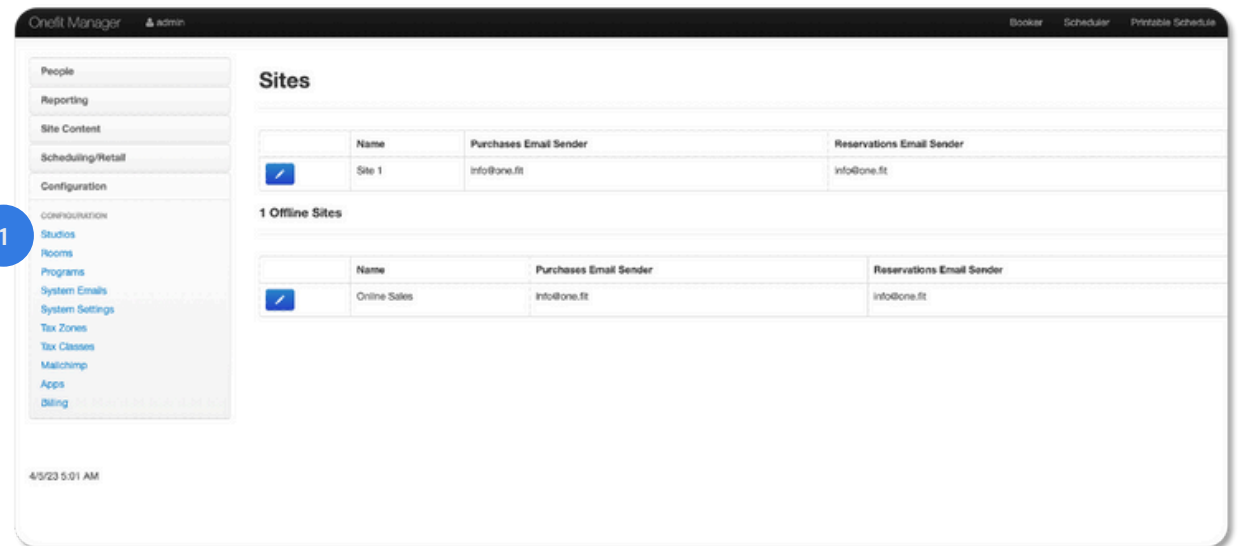 Onefit Manager admin Booker Scheduler Printable Schedule
People
Reporting
Site Content
Scheduling/Retail
Configuration
CONFIGURATION
1
Studios
Rooms
Programs
System Emails
System Settings
Tax Zones
Tax Classes
Mailchimp
Apps
Billing
4/5/23 5:01 AM
Sites
Name Purchases Email Sender Reservations Email Sender
Site 1 info@one.fit info@one.fit
1 Offline Sites
Name Purchases Email Sender Reservations Email Sender
Online Sales info@one.fit info@one.fit